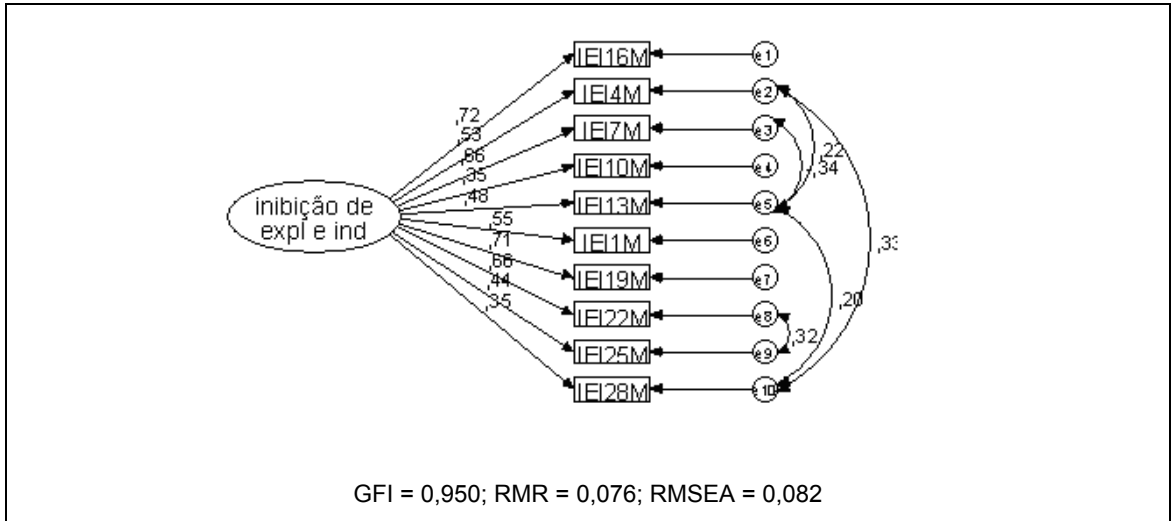 IEI16M
e1
IEI4M
e2
,72
,53
IEI7M
e3
,66
,22
,35
IEI10M
e4
,34
,48
inibição de
expl e ind
IEI13M
e5
,55
IEI1M
e6
,33
,71
,66
IEI19M
e7
,44
,20
,35
IEI22M
e8
,32
IEI25M
e9
IEI28M
e10
GFI = 0,950; RMR = 0,076; RMSEA = 0,082